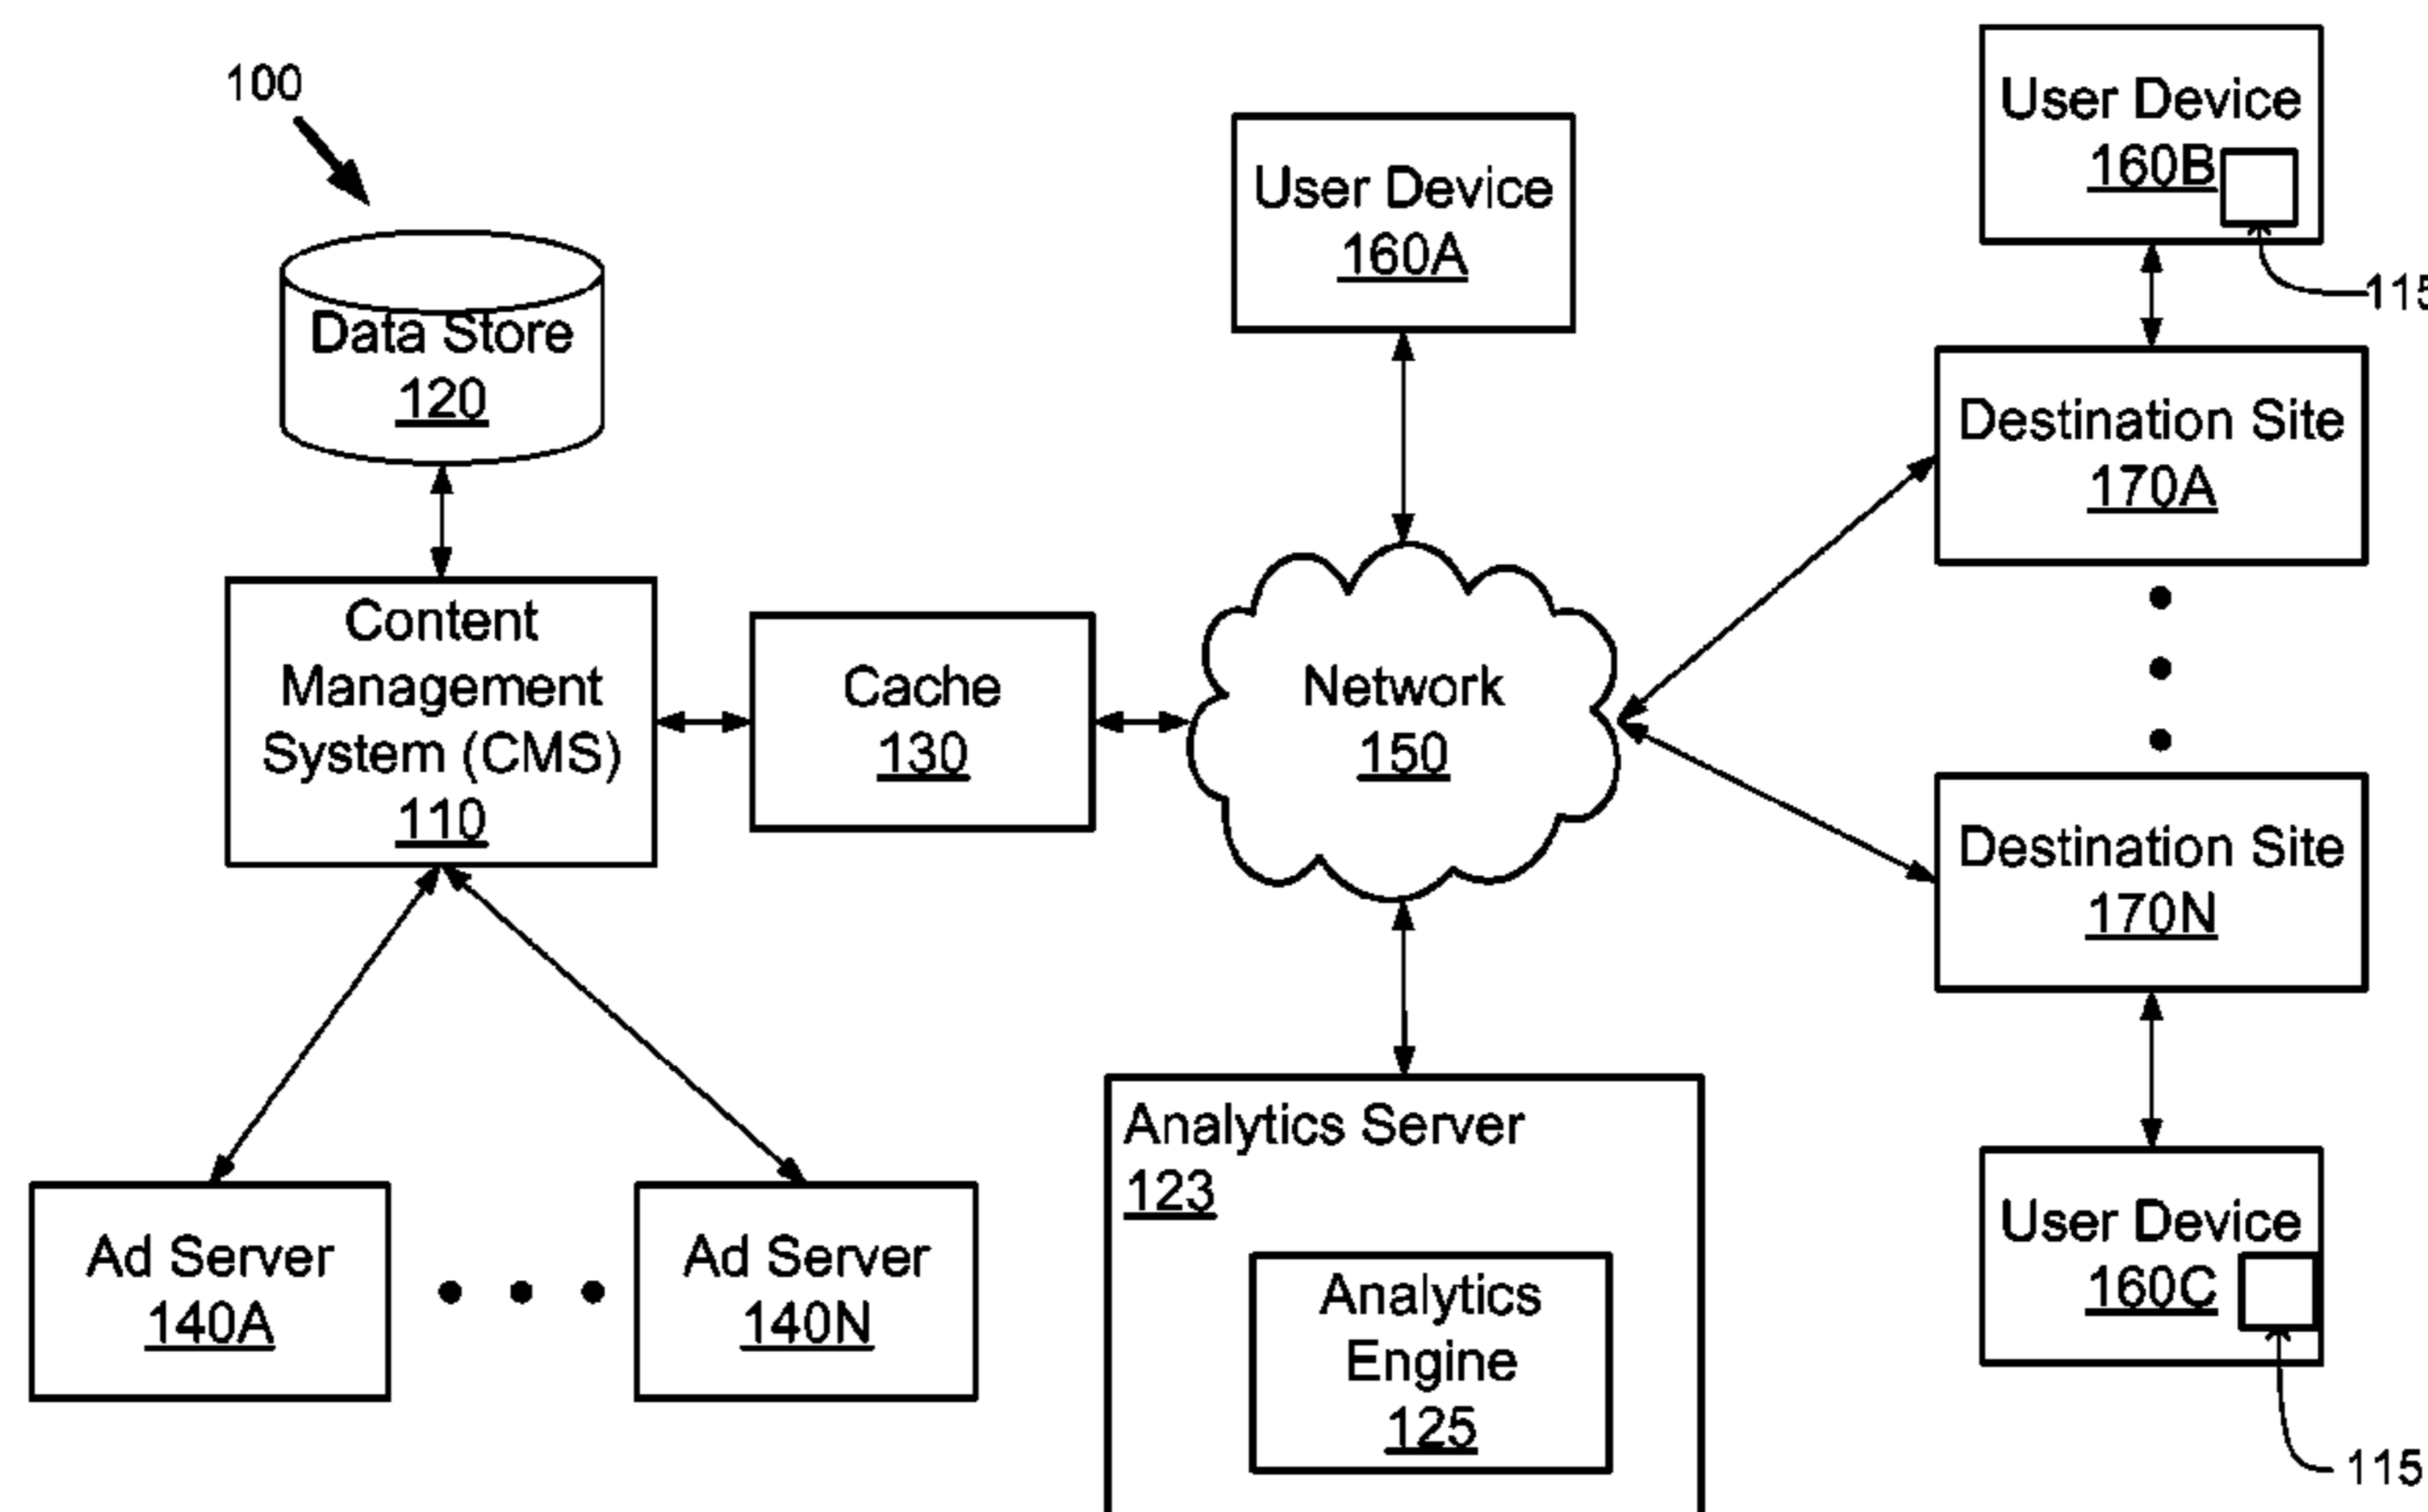 100
Data Store
120
Content
Management
System (CMS)
110
Cache
130
Ad Server
140A
Ad Server
140N
User Device
160A
Network
150
Analytics Server
123
Analytics
Engine
125
User Device
160B
115
Destination Site
170A
Destination Site
170N
User Device
160C
115